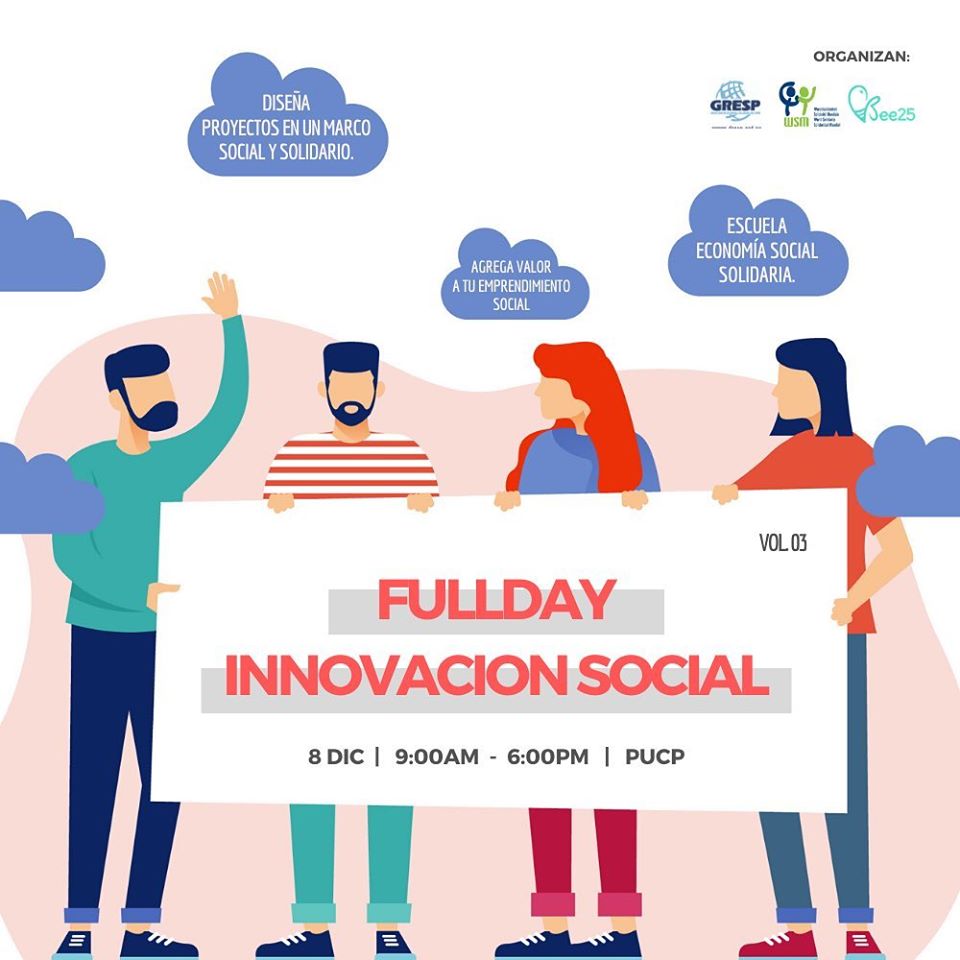 ORGANIZAN:
GRESP
WSM
Bee25
DISEÑA
PROYECTOS EN UN MARCO
SOCIAL Y SOLIDARIO.
AGREGA VALOR
A TU EMPRENDIMIENTO
SOCIAL
ESCUELA
ECONOMÍA SOCIAL
SOLIDARIA.
VOL. 03
FULLDAY
INNOVACION SOCIAL
8 DIC | 9:00AM - 6:00PM | PUCP